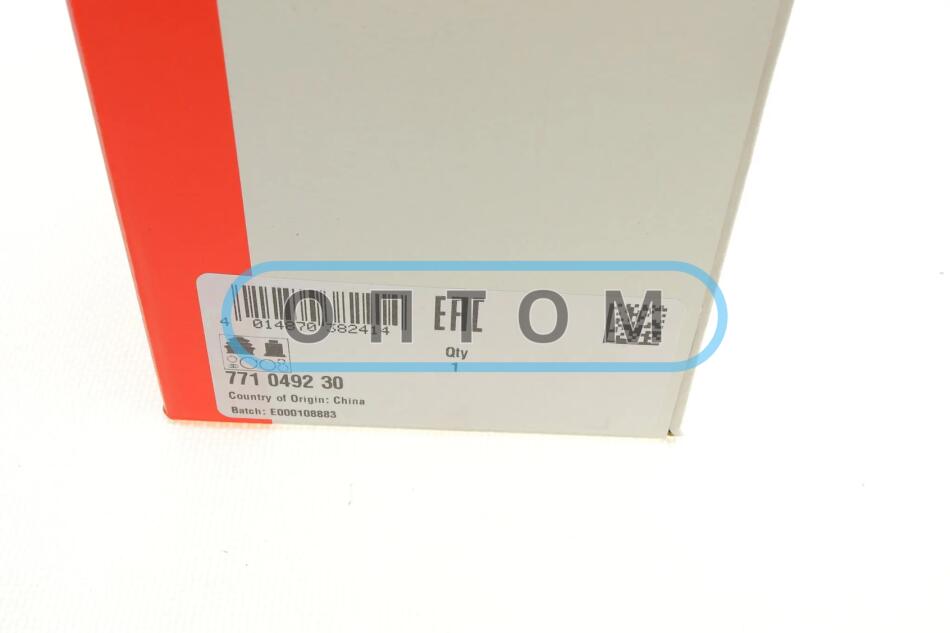 ОПТОМ
EAC
4 014870 382414
Qty
1
771 0492 30
Country of Origin: China
Batch: E000108883